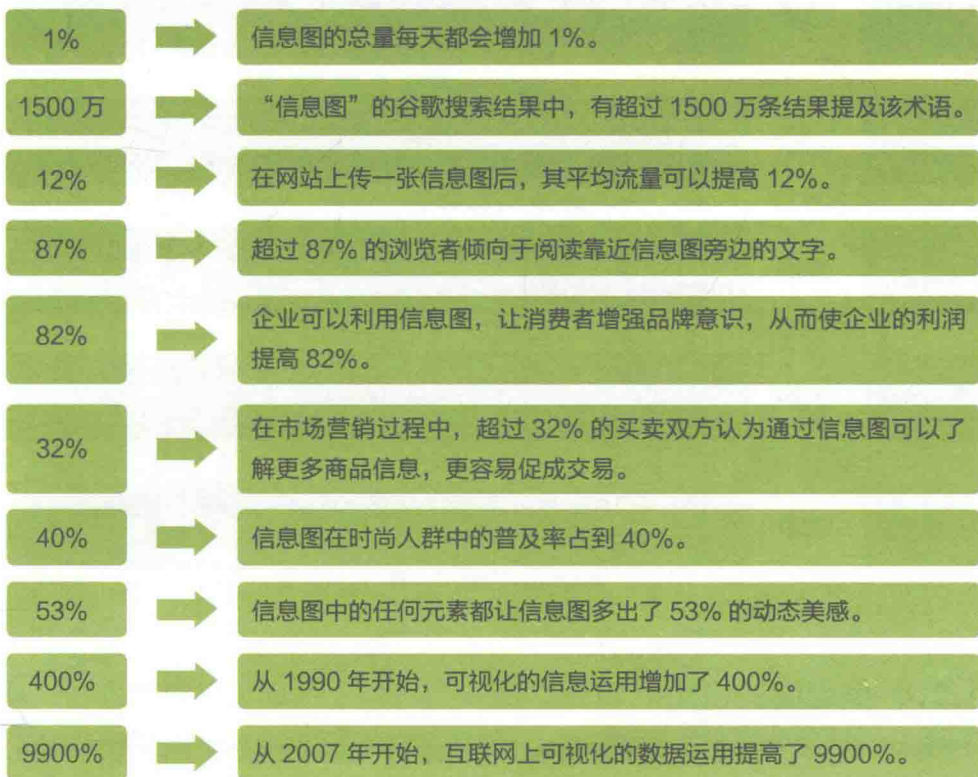 1%
信息图的总量每天都会增加 1%。
1500 万
“信息图”的谷歌搜索结果中，有超过 1500 万条结果提及该术语。
12%
在网站上传一张信息图后，其平均流量可以提高 12%。
87%
超过 87% 的浏览者倾向于阅读靠近信息图旁边的文字。
82%
企业可以利用信息图，让消费者增强品牌意识，从而使企业的利润
提高 82%。
32%
在市场营销过程中，超过 32% 的买卖双方认为通过信息图可以了
解更多商品信息，更容易促成交易。
40%
信息图在时尚人群中的普及率占到 40%。
53%
信息图中的任何元素都让信息图多出了 53% 的动态美感。
400%
从 1990 年开始，可视化的信息运用增加了 400%。
9900%
从 2007 年开始，互联网上可视化的数据运用提高了 9900%。